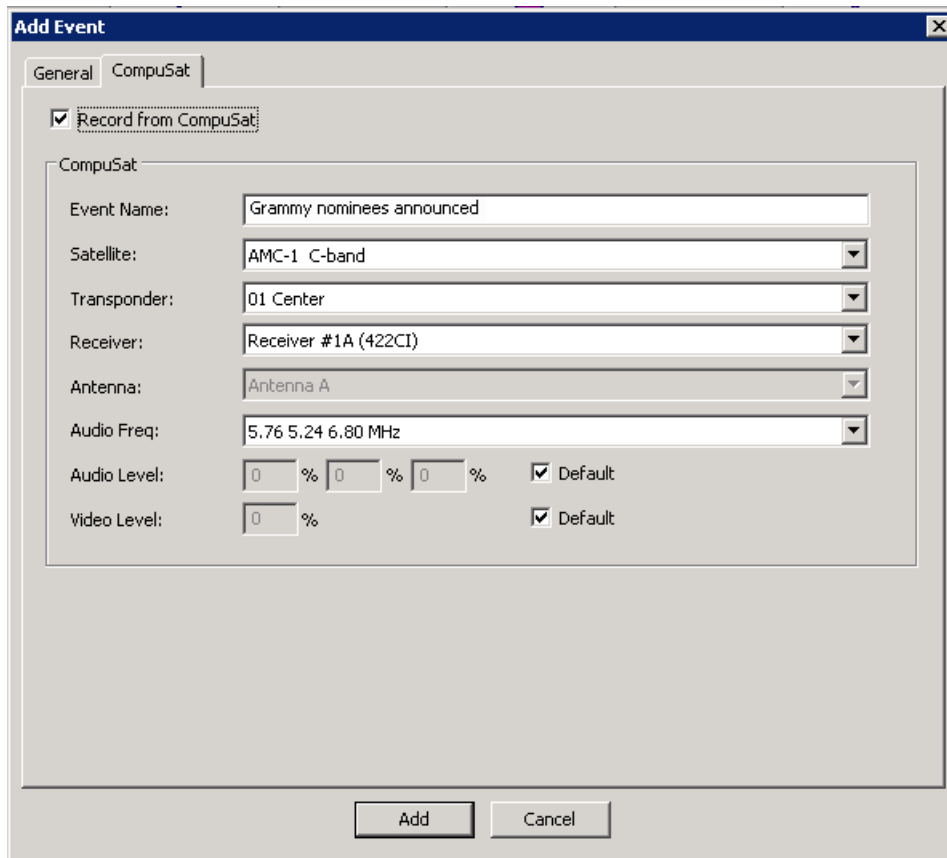 Add Event
General CompuSat
Record from CompuSat
CompuSat
Event Name: Grammy nominees announced
Satellite: AMC-1 C-band
Transponder: 01 Center
Receiver: Receiver #1A (422CI)
Antenna: Antenna A
Audio Freq: 5.76 5.24 6.80 MHz
Audio Level: 0 % 0 % 0 % Default
Video Level: 0 % Default
Add Cancel